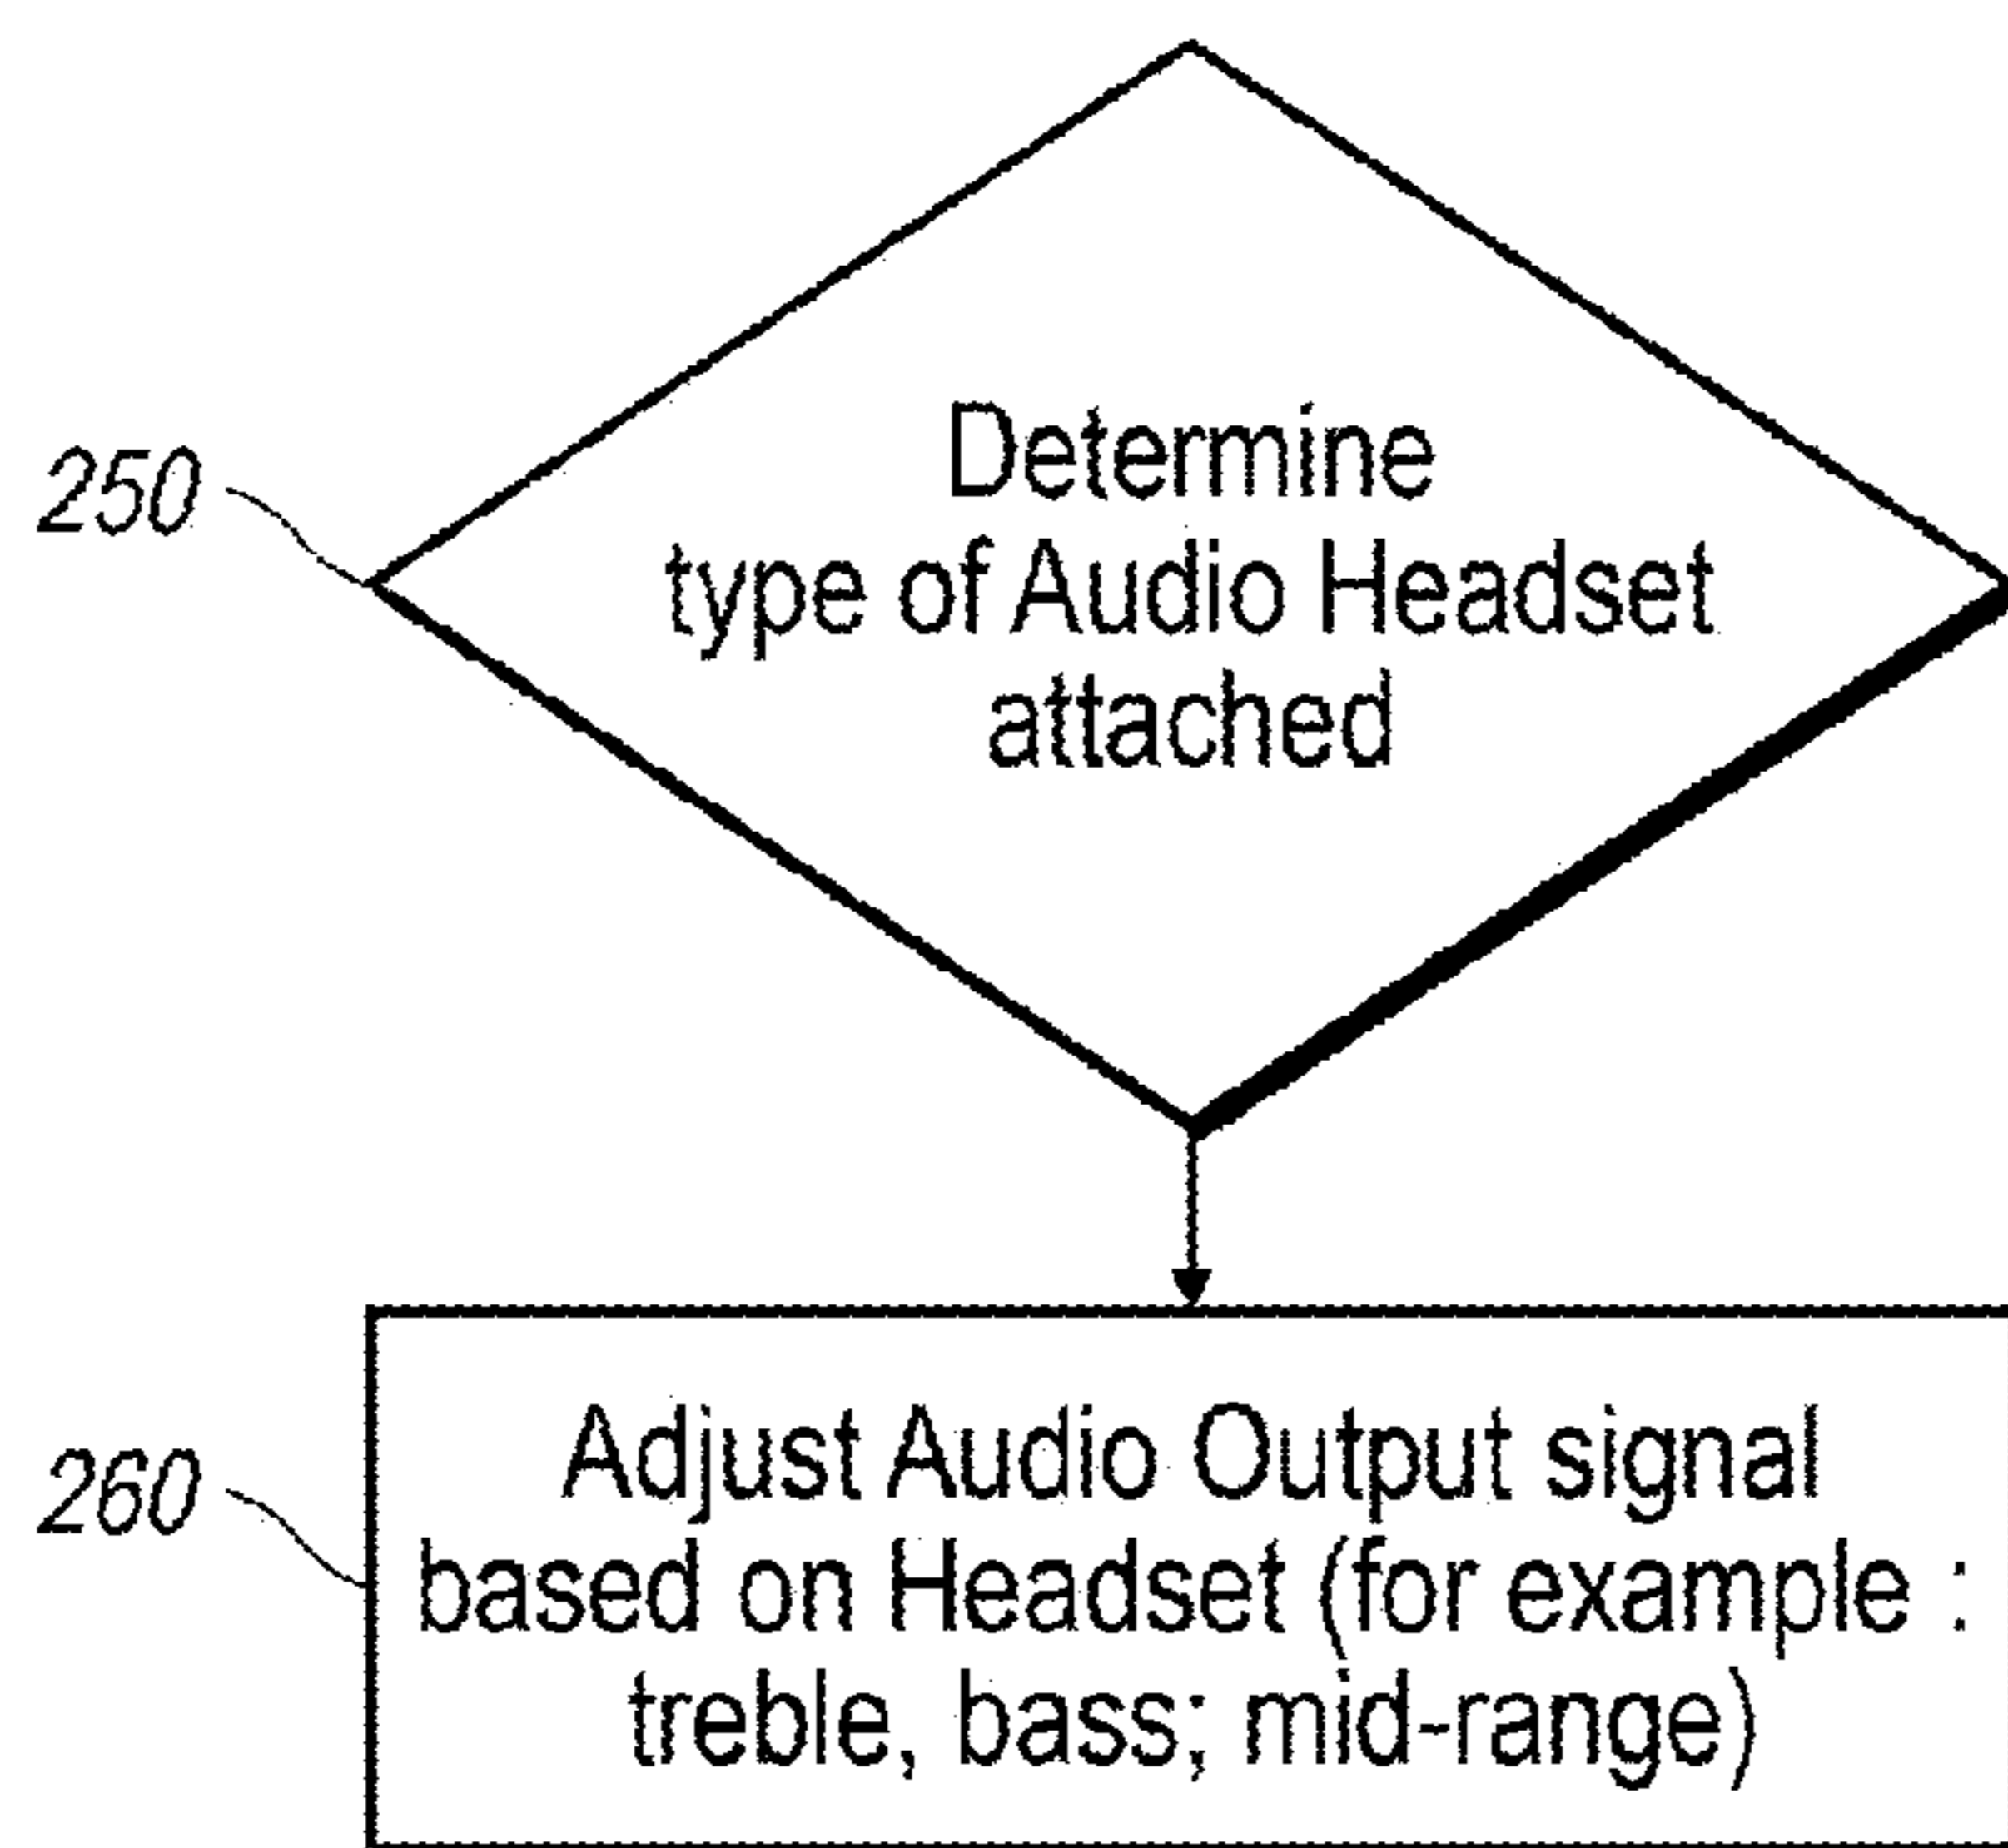 250
Determine
type of Audio Headset
attached
260
Adjust Audio Output signal
based on Headset (for example :
treble, bass; mid-range)